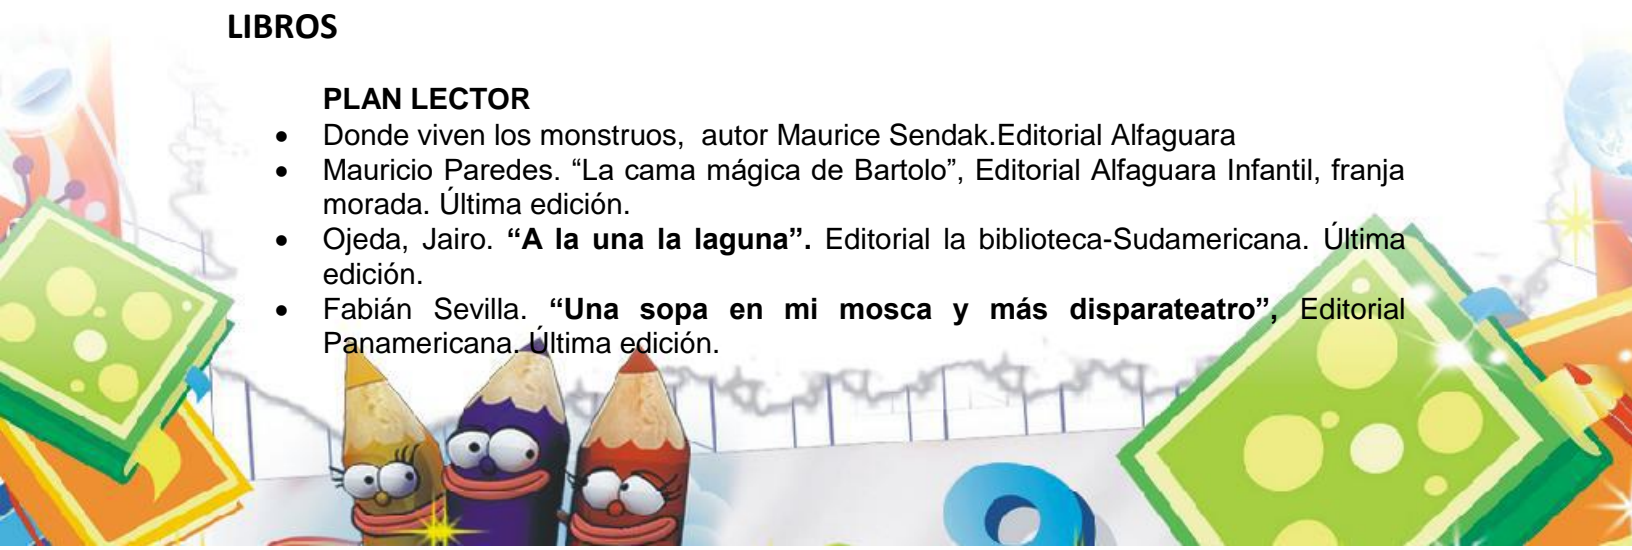 LIBROS
PLAN LECTOR
• Donde viven los monstruos,  autor Maurice Sendak.Editorial Alfaguara
• Mauricio Paredes. “La cama mágica de Bartolo”, Editorial Alfaguara Infantil, franja
morada. Última edición.
• Ojeda, Jairo. “A la una la laguna”. Editorial la biblioteca-Sudamericana. Última
edición.
• Fabián Sevilla. “Una sopa en mi mosca y más disparateatro”, Editorial
Panamericana. Última edición.